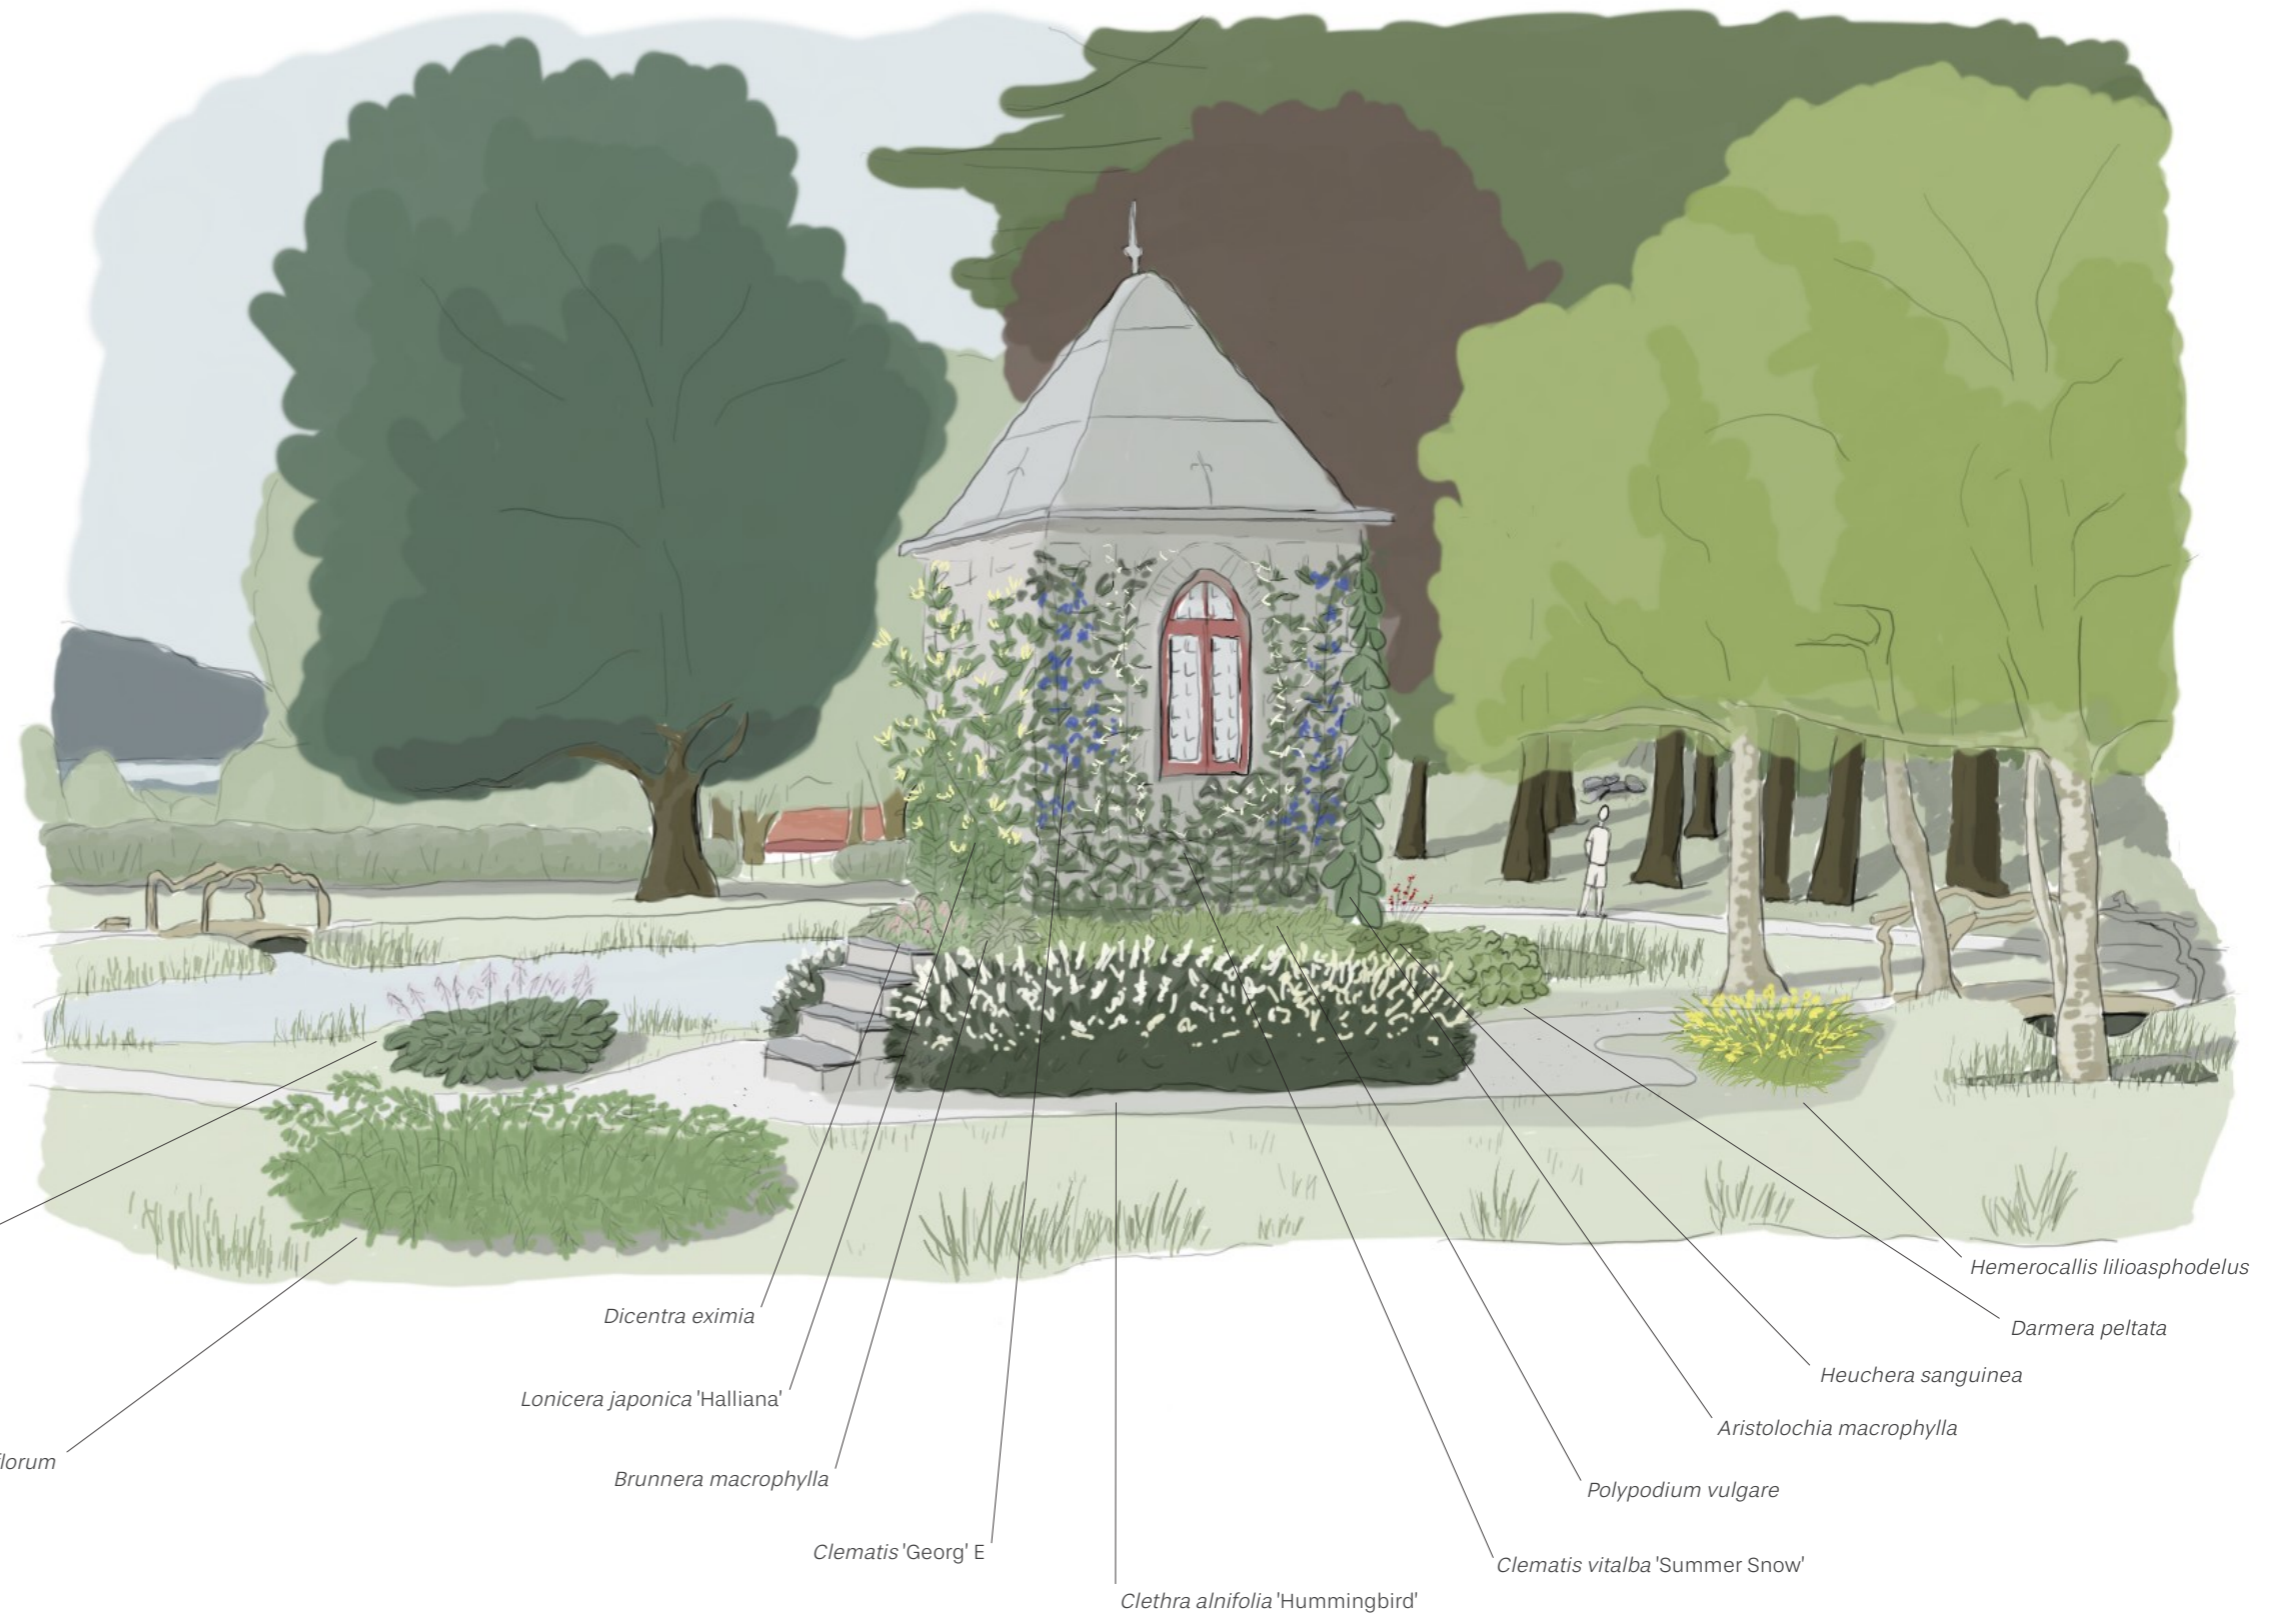 Hemerocallis lilioasphodelus
Dicentra eximia
Darmera peltata
Heuchera sanguinea
Lonicera japonica 'Halliana'
Aristolochia macrophylla
florum
Brunnera macrophylla
Polypodium vulgare
Clematis 'Georg' E
Clematis vitalba 'Summer Snow'
Clethra alnifolia 'Hummingbird'